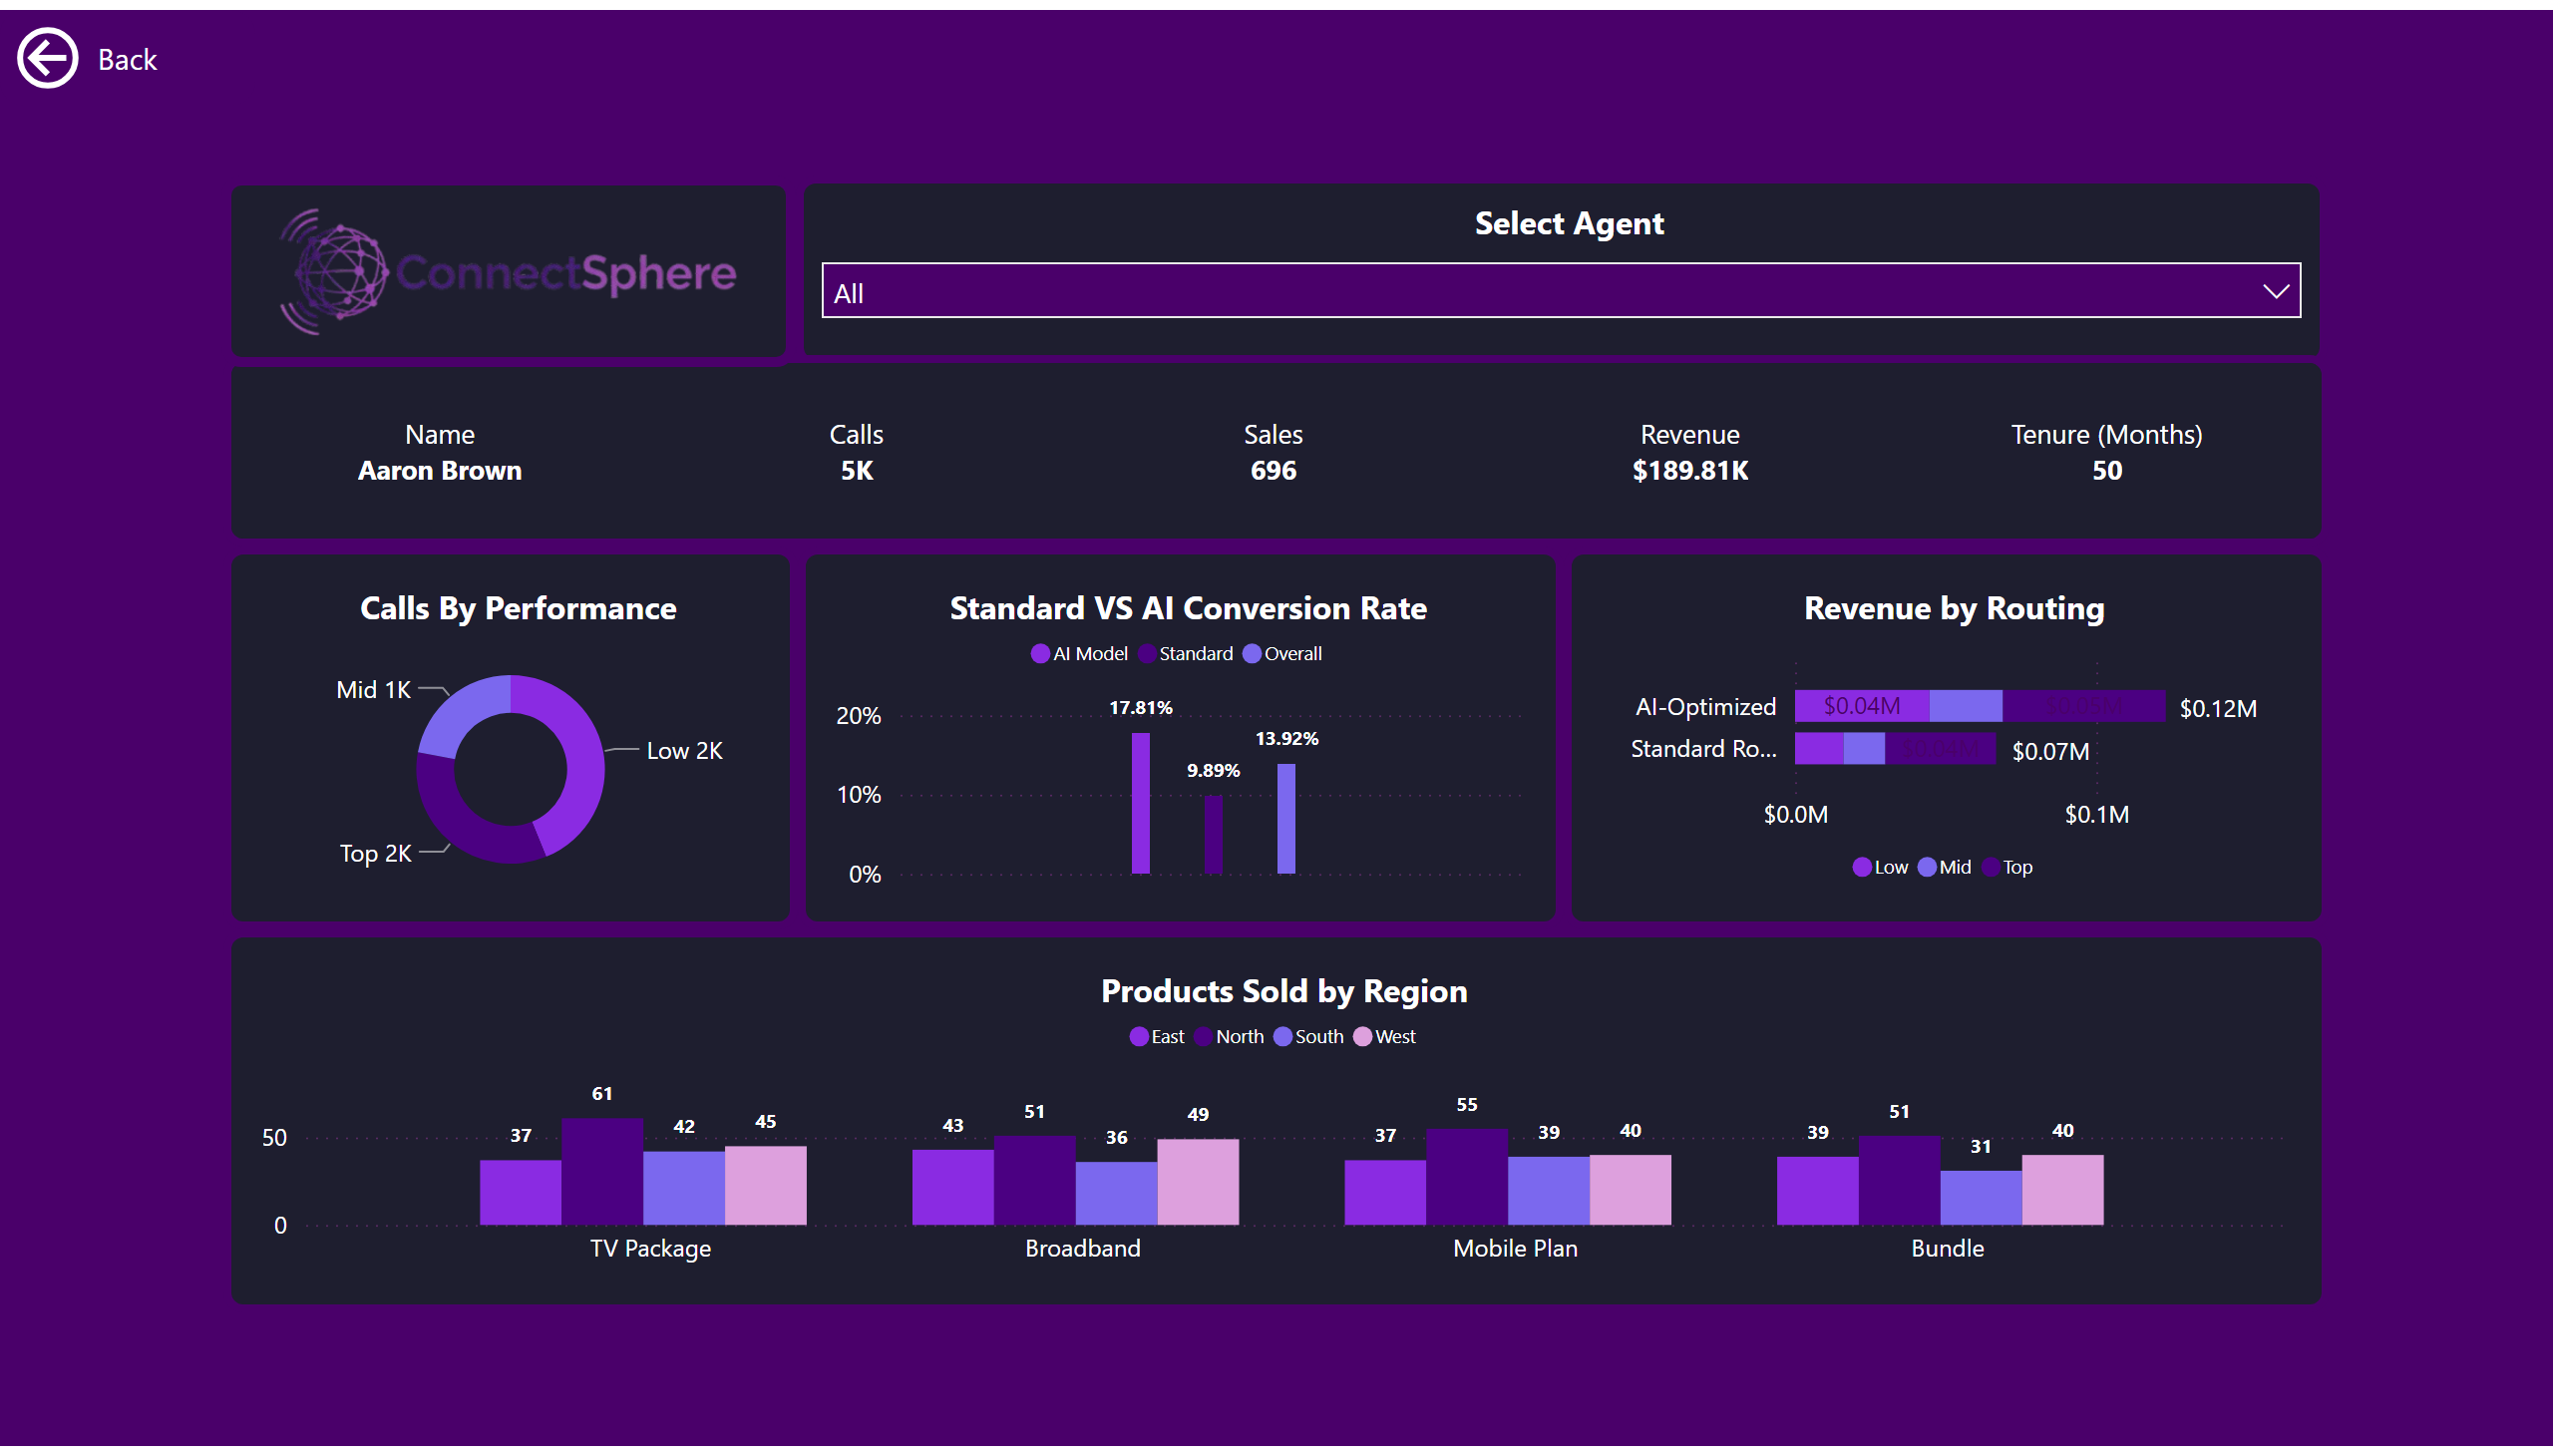 Back
ConnectSphere
Select Agent
All
Name Calls Sales Revenue Tenure (Months)
Aaron Brown 5K 696 $189.81K 50
Calls By Performance
Mid 1K
Low 2K
Top 2K
Standard VS AI Conversion Rate
AI Model Standard Overall
20%
10%
0%
17.81%
9.89%
13.92%
Revenue by Routing
AI-Optimized $0.04M $0.12M
Standard Ro... $0.07M
$0.0M $0.1M
Low Mid Top
Products Sold by Region
East North South West
50
0
37 61 42 45
43 51 36 49
37 55 39 40
39 51 31 40
TV Package Broadband Mobile Plan Bundle